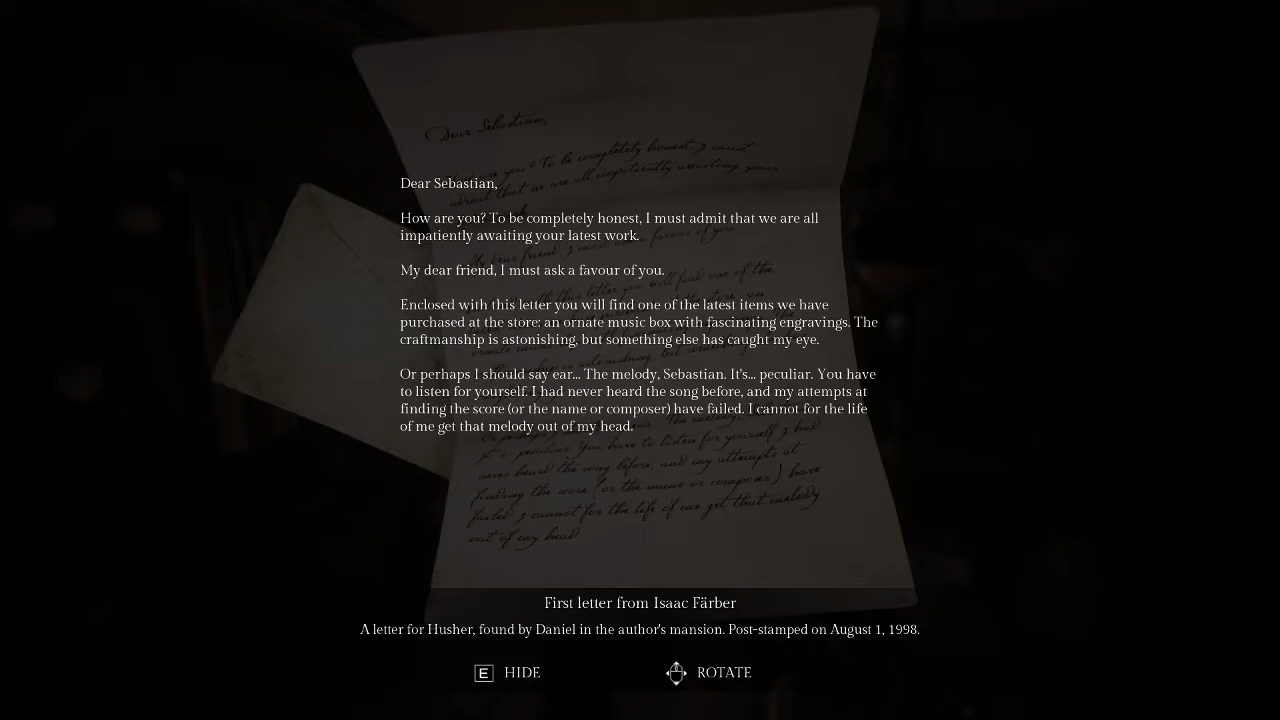 Dear Sebastian,
How are you? To be completely honest, I must admit that we are all
impatiently awaiting your latest work.
My dear friend, I must ask a favour of you.
Enclosed with this letter you will find one of the latest items we have
purchased at the store: an ornate music box with fascinating engravings. The
craftmanship is astonishing, but something else has caught my eye.
Or perhaps I should say ear... The melody, Sebastian. It's... peculiar. You have
to listen for yourself. I had never heard the song before, and my attempts at
finding the score (or the name or composer) have failed. I cannot for the life
of me get that melody out of my head.
First letter from Isaac Färber
A letter for Husher, found by Daniel in the author's mansion. Post-stamped on August 1, 1998.
E HIDE ROTATE